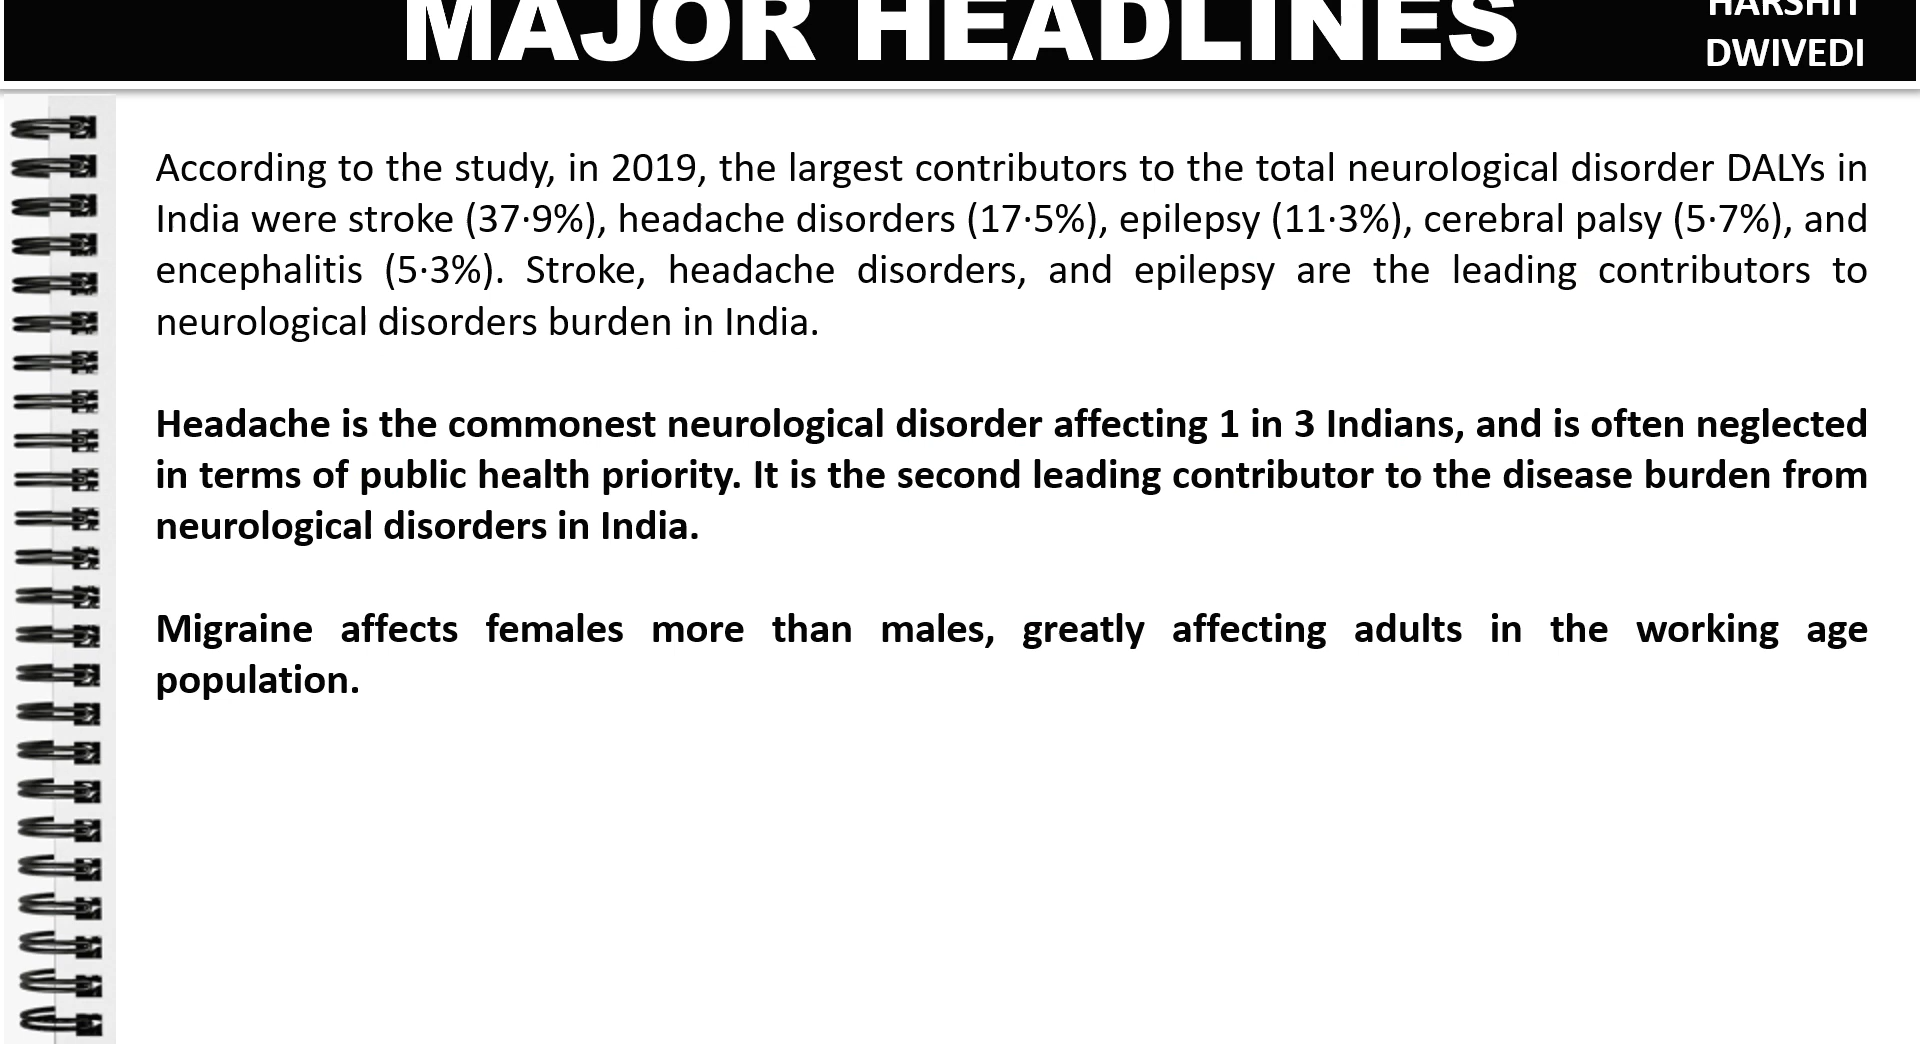 MAJOR HEADLINES
HARSHIT
DWIVEDI
According to the study, in 2019, the largest contributors to the total neurological disorder DALYs in
India were stroke (37·9%), headache disorders (17·5%), epilepsy (11·3%), cerebral palsy (5·7%), and
encephalitis (5·3%). Stroke, headache disorders, and epilepsy are the leading contributors to
neurological disorders burden in India.
Headache is the commonest neurological disorder affecting 1 in 3 Indians, and is often neglected
in terms of public health priority. It is the second leading contributor to the disease burden from
neurological disorders in India.
Migraine affects females more than males, greatly affecting adults in the working age
population.